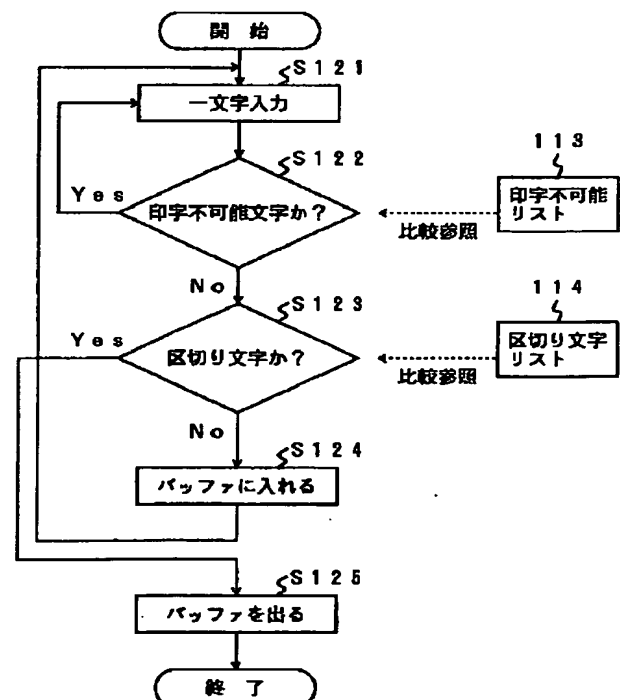 開 始
S121
一文字入力
S122
113
Yes
印字不可能文字か?
印字不可能
リスト
比較参照
No
S123
114
Yes
区切り文字か?
区切り文字
リスト
比較参照
No
S124
バッファに入れる
S125
バッファを出る
終 了